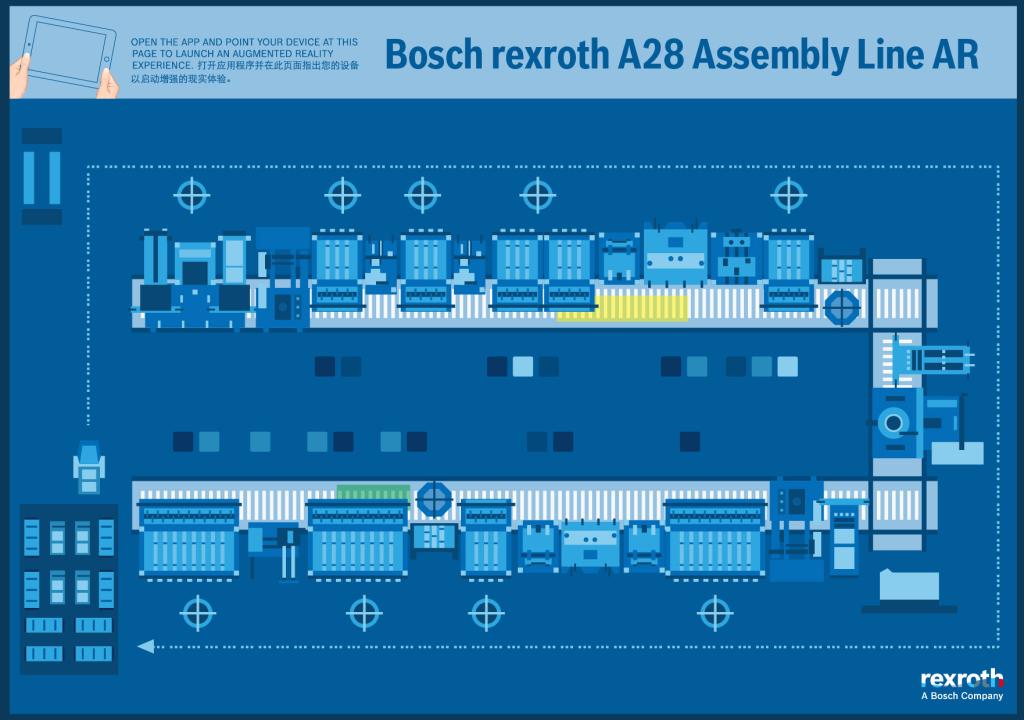 OPEN THE APP AND POINT YOUR DEVICE AT THIS
PAGE TO LAUNCH AN AUGMENTED REALITY
EXPERIENCE. 打开应用程序并在此页面指出您的设备
以启动增强的现实体验。
Bosch rexroth A28 Assembly Line AR
rexroth
A Bosch Company